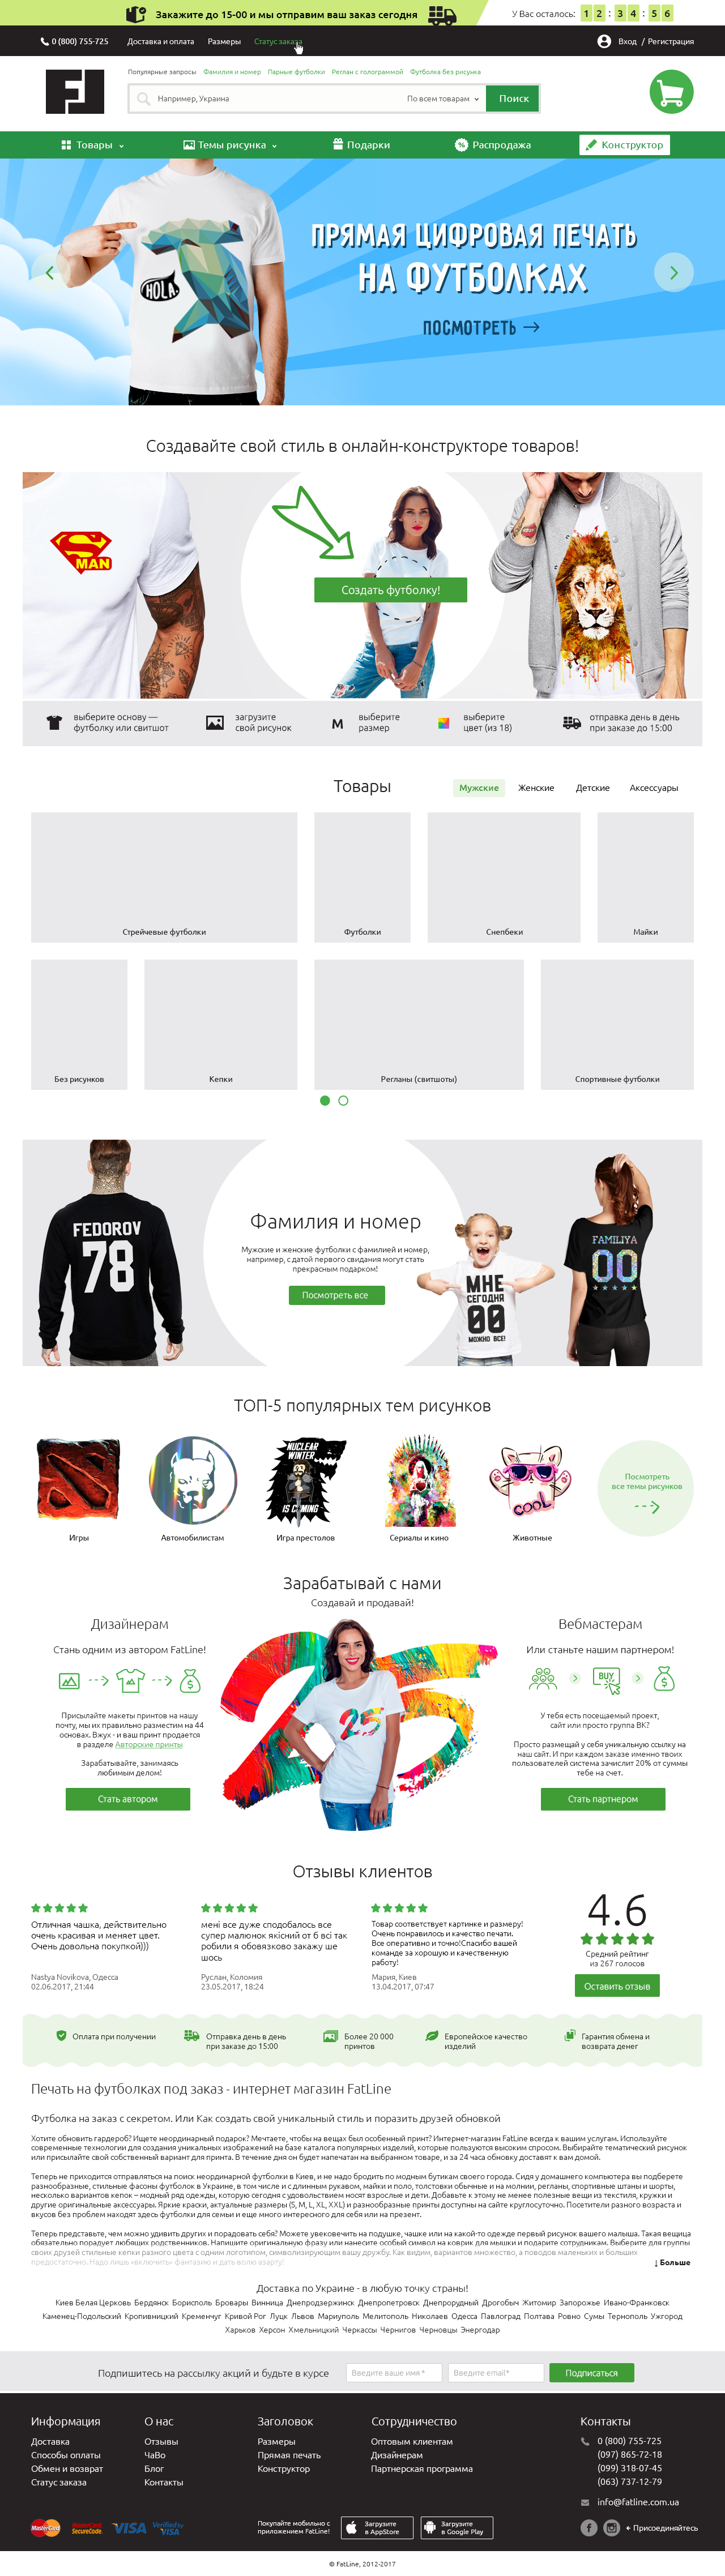 Закажите до 15-00 и мы отправим ваш заказ сегодня
У Вас осталось: 12 : 34 : 56
0 (800) 755-725 Доставка и оплата Размеры Статус заказа Вход / Регистрация
Популярные запросы Фамилия и номер Парные футболки Реглан с голограммой Футболка без рисунка
FL
Например, Украина По всем товарам Поиск
Товары Темы рисунка Подарки % Распродажа Конструктор
HOLA.
ПРЯМАЯ ЦИФРОВАЯ ПЕЧАТЬ
НА ФУТБОЛКАХ
ПОСМОТРЕТЬ
Создавайте свой стиль в онлайн-конструкторе товаров!
SUPER
MAN
Создать футболку!
выберите основу —
футболку или свитшот
загрузите
свой рисунок
M
выберите
размер
выберите
цвет (из 18)
отправка день в день
при заказе до 15:00
Товары
Мужские Женские Детские Аксессуары
Стрейчевые футболки Футболки Снепбеки Майки
Без рисунков Кепки Регланы (свитшоты) Спортивные футболки
FEDOROV
78
Фамилия и номер
Мужские и женские футболки с фамилией и номер,
например, с датой первого свидания могут стать
прекрасным подарком!
Посмотреть все
МНЕ
СЕГОДНЯ
00
МОЖНО ВСЕ!
FAMILIYA
00
ТОП-5 популярных тем рисунков
NUCLEAR
WINTER
IS COMING
COOL
Посмотреть
все темы рисунков
Игры Автомобилистам Игра престолов Сериалы и кино Животные
Зарабатывай с нами
Создавай и продавай!
Дизайнерам
Стань одним из автором FatLine!
Присылайте макеты принтов на нашу
почту, мы их правильно разместим на 44
основах. Вжух - и ваш принт продается
в разделе Авторские принты
Зарабатывайте, занимаясь
любимым делом!
Стать автором
Вебмастерам
Или станьте нашим партнером!
BUY
У тебя есть посещаемый проект,
сайт или просто группа ВК?
Просто размещай у себя уникальную ссылку на
наш сайт. И при каждом заказе именно твоих
пользователей система зачислит 20% от суммы
тебе на счет.
Стать партнером
Отзывы клиентов
Отличная чашка, действительно
очень красивая и меняет цвет.
Очень довольна покупкой)))
Nastya Novikova, Одесса
02.06.2017, 21:44
мені все дуже сподобалось все
супер малюнок якісний от б всі так
робили я обовязково закажу ше
шось
Руслан, Коломия
23.05.2017, 18:24
Товар соответствует картинке и размеру!
Очень понравилось и качество печати.
Все оперативно и точно!Спасибо вашей
команде за хорошую и качественную
работу!
Мария, Киев
13.04.2017, 07:47
4.6
Средний рейтинг
из 267 голосов
Оставить отзыв
Оплата при получении
Отправка день в день
при заказе до 15:00
Более 20 000
принтов
Европейское качество
изделий
Гарантия обмена и
возврата денег
Печать на футболках под заказ - интернет магазин FatLine
Футболка на заказ с секретом. Или Как создать свой уникальный стиль и поразить друзей обновкой
Хотите обновить гардероб? Ищете неординарный подарок? Мечтаете, чтобы на вещах был особенный принт? Интернет-магазин FatLine всегда к вашим услугам. Используйте
современные технологии для создания уникальных изображений на базе каталога популярных изделий, которые пользуются высоким спросом. Выбирайте тематический рисунок
или присылайте свой собственный вариант для принта. В течение дня он будет напечатан на выбранном товаре, и за 24 часа обновку доставят к вам домой.
Теперь не приходится отправляться на поиск неординарной футболки в Киев, и не надо бродить по модным бутикам своего города. Сидя у домашнего компьютера вы подберете
разнообразные, стильные фасоны футболок в Украине, в том числе и с длинным рукавом, майки и поло, толстовки обычные и на молнии, регланы, спортивные штаны и шорты,
несколько вариантов кепок – модный ряд одежды, которую сегодня с удовольствием носят взрослые и дети. Добавьте к этому не менее полезные вещи из текстиля, кружки и
другие оригинальные аксессуары. Яркие краски, актуальные размеры (S, M, L, XL, XXL) и разнообразные принты доступны на сайте круглосуточно. Посетители разного возраста и
вкусов без проблем находят здесь футболки для семьи и еще много интересного для себя или на презент.
Теперь представьте, чем можно удивить других и порадовать себя? Можете увековечить на подушке, чашке или на какой-то одежде первый рисунок вашего малыша. Такая вещица
обязательно порадует любящих родственников. Напишите оригинальную фразу или нанесите особый символ на коврик для мышки и подарите сотрудникам. Выберите для группы
своих друзей стильные кепки разного цвета с одним логотипом, символизирующим вашу дружбу. Как видим, вариантов множество, а поводов маленьких и больших
предостаточно. Надо лишь «включить» фантазию и дать волю азарту!
↓ Больше
Доставка по Украине - в любую точку страны!
Киев Белая Церковь Бердянск Борисполь Бровары Винница Днепродзержинск Днепропетровск Днепрорудный Дрогобыч Житомир Запорожье Ивано-Франковск
Каменец-Подольский Кропивницкий Кременчуг Кривой Рог Луцк Львов Мариуполь Мелитополь Николаев Одесса Павлоград Полтава Ровно Сумы Тернополь Ужгород
Харьков Херсон Хмельницкий Черкассы Чернигов Черновцы Энергодар
Подпишитесь на рассылку акций и будьте в курсе
Введите ваше имя *
Введите email*
Подписаться
Информация
Доставка
Способы оплаты
Обмен и возврат
Статус заказа
О нас
Отзывы
ЧаВо
Блог
Контакты
Заголовок
Размеры
Прямая печать
Конструктор
Сотрудничество
Оптовым клиентам
Дизайнерам
Партнерская программа
Контакты
0 (800) 755-725
(097) 865-72-18
(099) 318-07-45
(063) 737-12-79
info@fatline.com.ua
MasterCard
MasterCard
SecureCode.
VISA
Verified by
VISA
Покупайте мобильно с
приложением FatLine!
Загрузите
в AppStore
Загрузите
в Google Play
+ Присоединяйтесь
© FatLine, 2012-2017